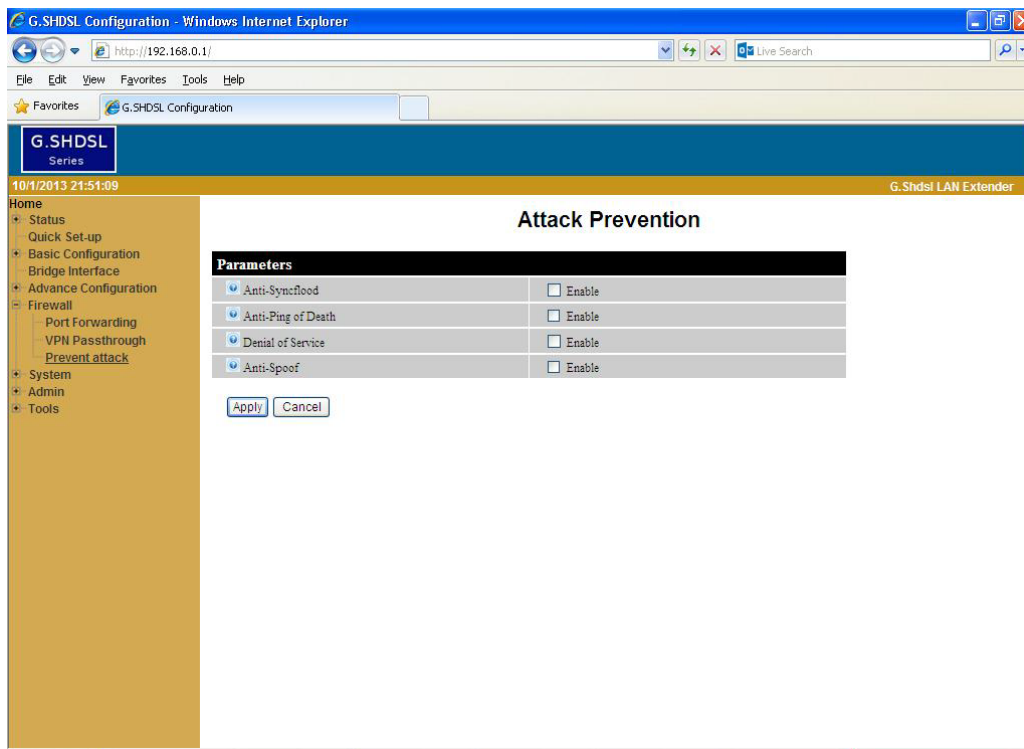 G.SHDSL Configuration - Windows Internet Explorer
http://192.168.0.1/
Live Search
File Edit View Favorites Tools Help
Favorites
G.SHDSL Configuration
G.SHDSL
Series
10/1/2013 21:51:09
G.Shdsl LAN Extender
Home
Status
Quick Set-up
Basic Configuration
Bridge Interface
Advance Configuration
Firewall
Port Forwarding
VPN Passthrough
Prevent attack
System
Admin
Tools
Attack Prevention
Parameters
Anti-Syncflood Enable
Anti-Ping of Death Enable
Denial of Service Enable
Anti-Spoof Enable
Apply Cancel